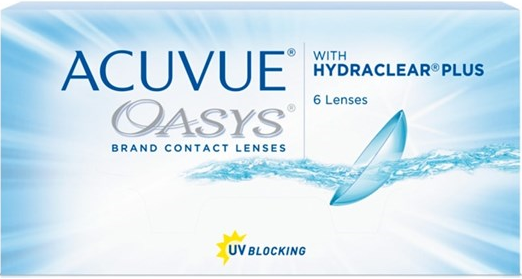 ACUVUE®
OASYS®
BRAND CONTACT LENSES
WITH
HYDRACLEAR® PLUS
6 Lenses
UV BLOCKING